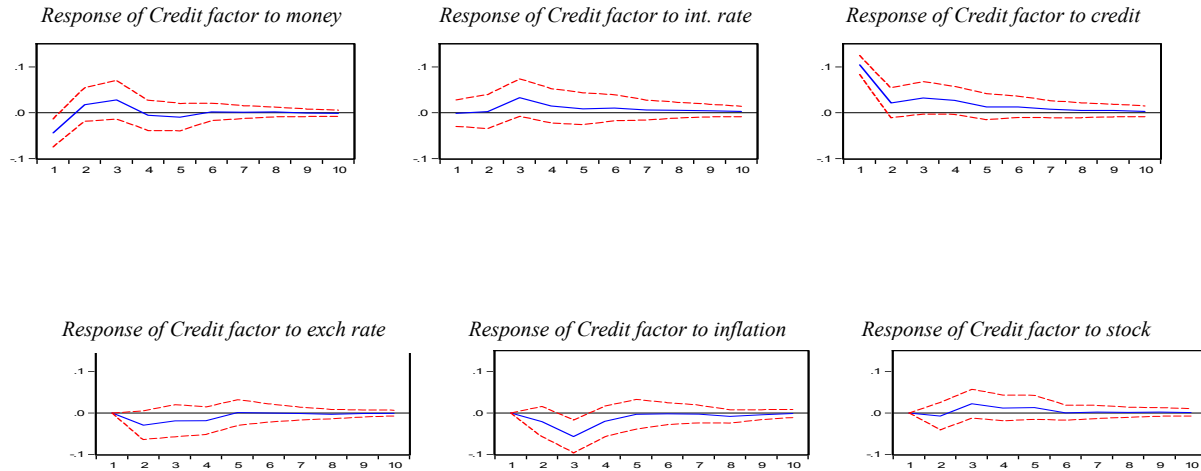 Response of Credit factor to money
Response of Credit factor to int. rate
Response of Credit factor to credit
.1
.0
-.1
1 2 3 4 5 6 7 8 9 10
.1
.0
-.1
1 2 3 4 5 6 7 8 9 10
.1
.0
-.1
1 2 3 4 5 6 7 8 9 10
Response of Credit factor to exch rate
Response of Credit factor to inflation
Response of Credit factor to stock
.1
.0
-.1
1 2 3 4 5 6 7 8 9 10
.1
.0
-.1
1 2 3 4 5 6 7 8 9 10
.1
.0
-.1
1 2 3 4 5 6 7 8 9 10